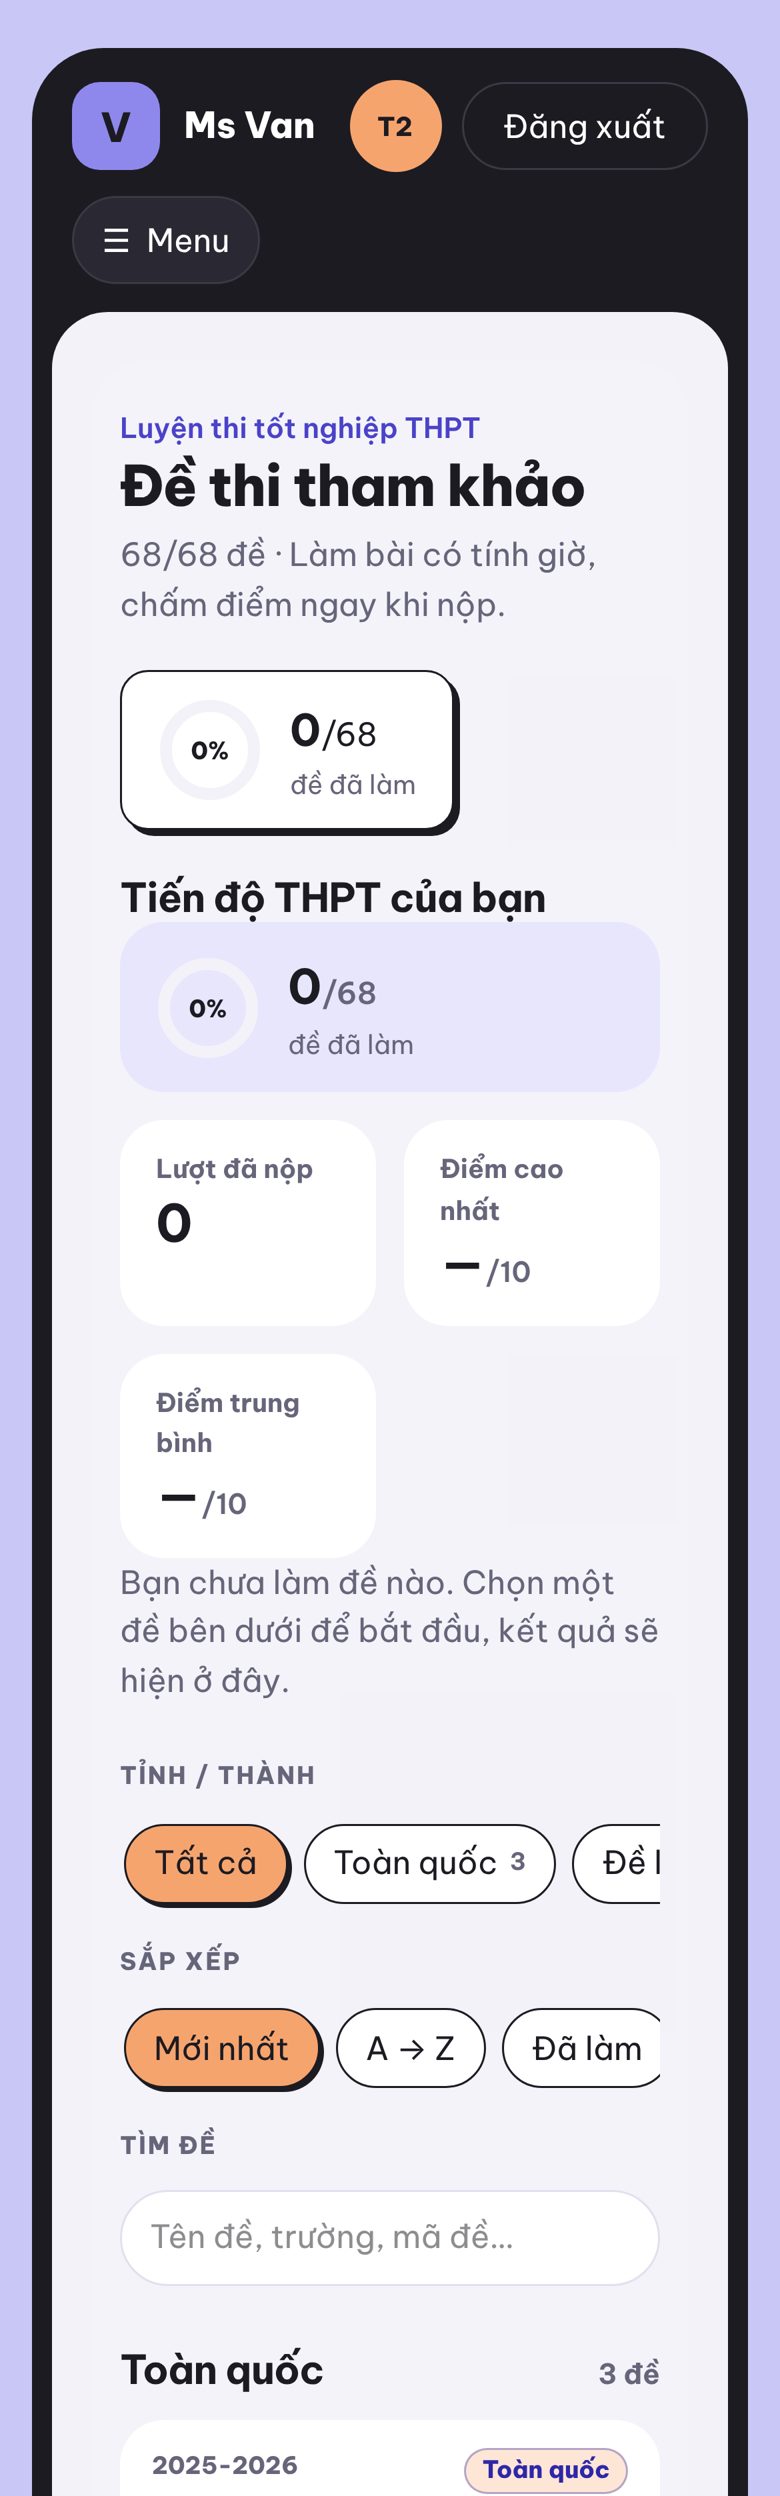 V Ms Van T2 Đăng xuất
☰ Menu
Luyện thi tốt nghiệp THPT
Đề thi tham khảo
68/68 đề · Làm bài có tính giờ,
chấm điểm ngay khi nộp.
0% 0/68
đề đã làm
Tiến độ THPT của bạn
0% 0/68
đề đã làm
Lượt đã nộp
0
Điểm cao
nhất
–/10
Điểm trung
bình
–/10
Bạn chưa làm đề nào. Chọn một
đề bên dưới để bắt đầu, kết quả sẽ
hiện ở đây.
TỈNH / THÀNH
Tất cả Toàn quốc 3 Đề
SẮP XẾP
Mới nhất A → Z Đã làm
TÌM ĐỀ
Tên đề, trường, mã đề...
Toàn quốc 3 đề
2025-2026 Toàn quốc